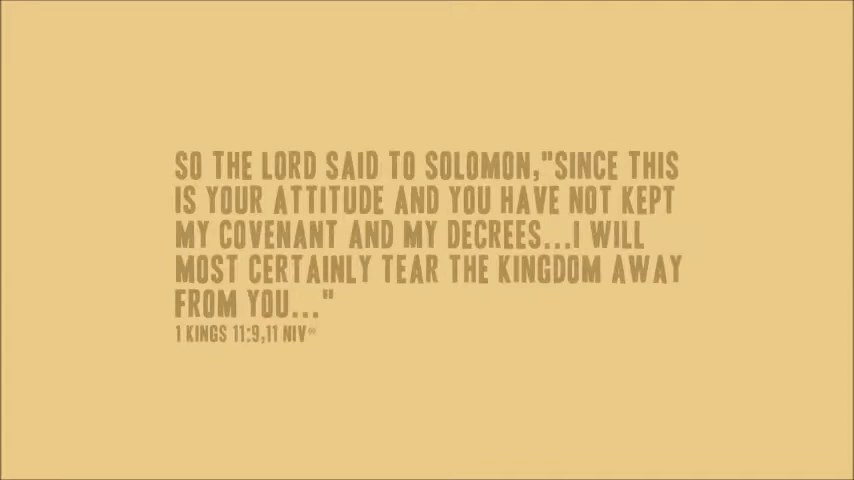 SO THE LORD SAID TO SOLOMON,"SINCE THIS
IS YOUR ATTITUDE AND YOU HAVE NOT KEPT
MY COVENANT AND MY DECREES...I WILL
MOST CERTAINLY TEAR THE KINGDOM AWAY
FROM YOU..."
1 KINGS 11:9,11 NIV®